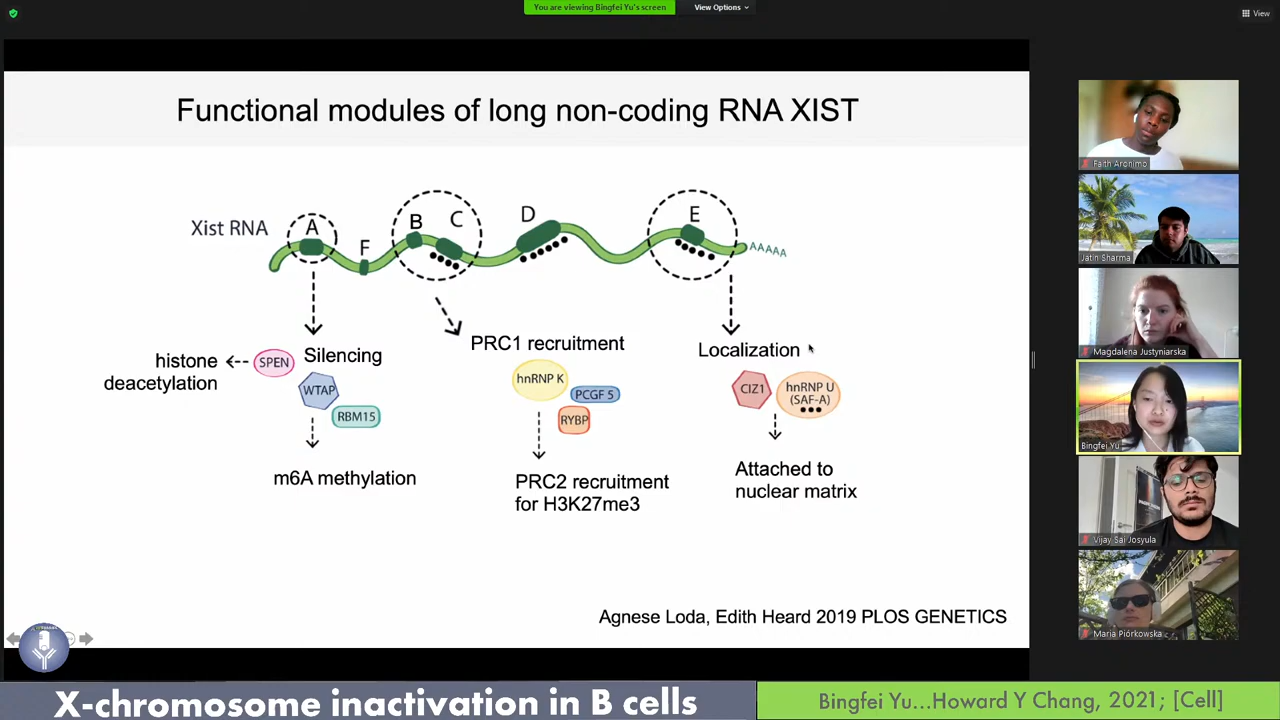 You are viewing Bingfei Yu's screen
View Options
View
Functional modules of long non-coding RNA XIST
Xist RNA
A
F
B
C
D
E
AAAAA
histone
deacetylation
SPEN
Silencing
WTAP
RBM15
m6A methylation
PRC1 recruitment
hnRNP K
PCGF 5
RYBP
PRC2 recruitment
for H3K27me3
Localization
CIZ1
hnRNP U
(SAF-A)
Attached to
nuclear matrix
Agnese Loda, Edith Heard 2019 PLOS GENETICS
Faith Aronimo
Jatin Sharma
Magdalena Justyniarska
Bingfei Yu
Vijay Sai Josyula
Maria Piórkowska
X-chromosome inactivation in B cells
Bingfei Yu...Howard Y Chang, 2021; [Cell]